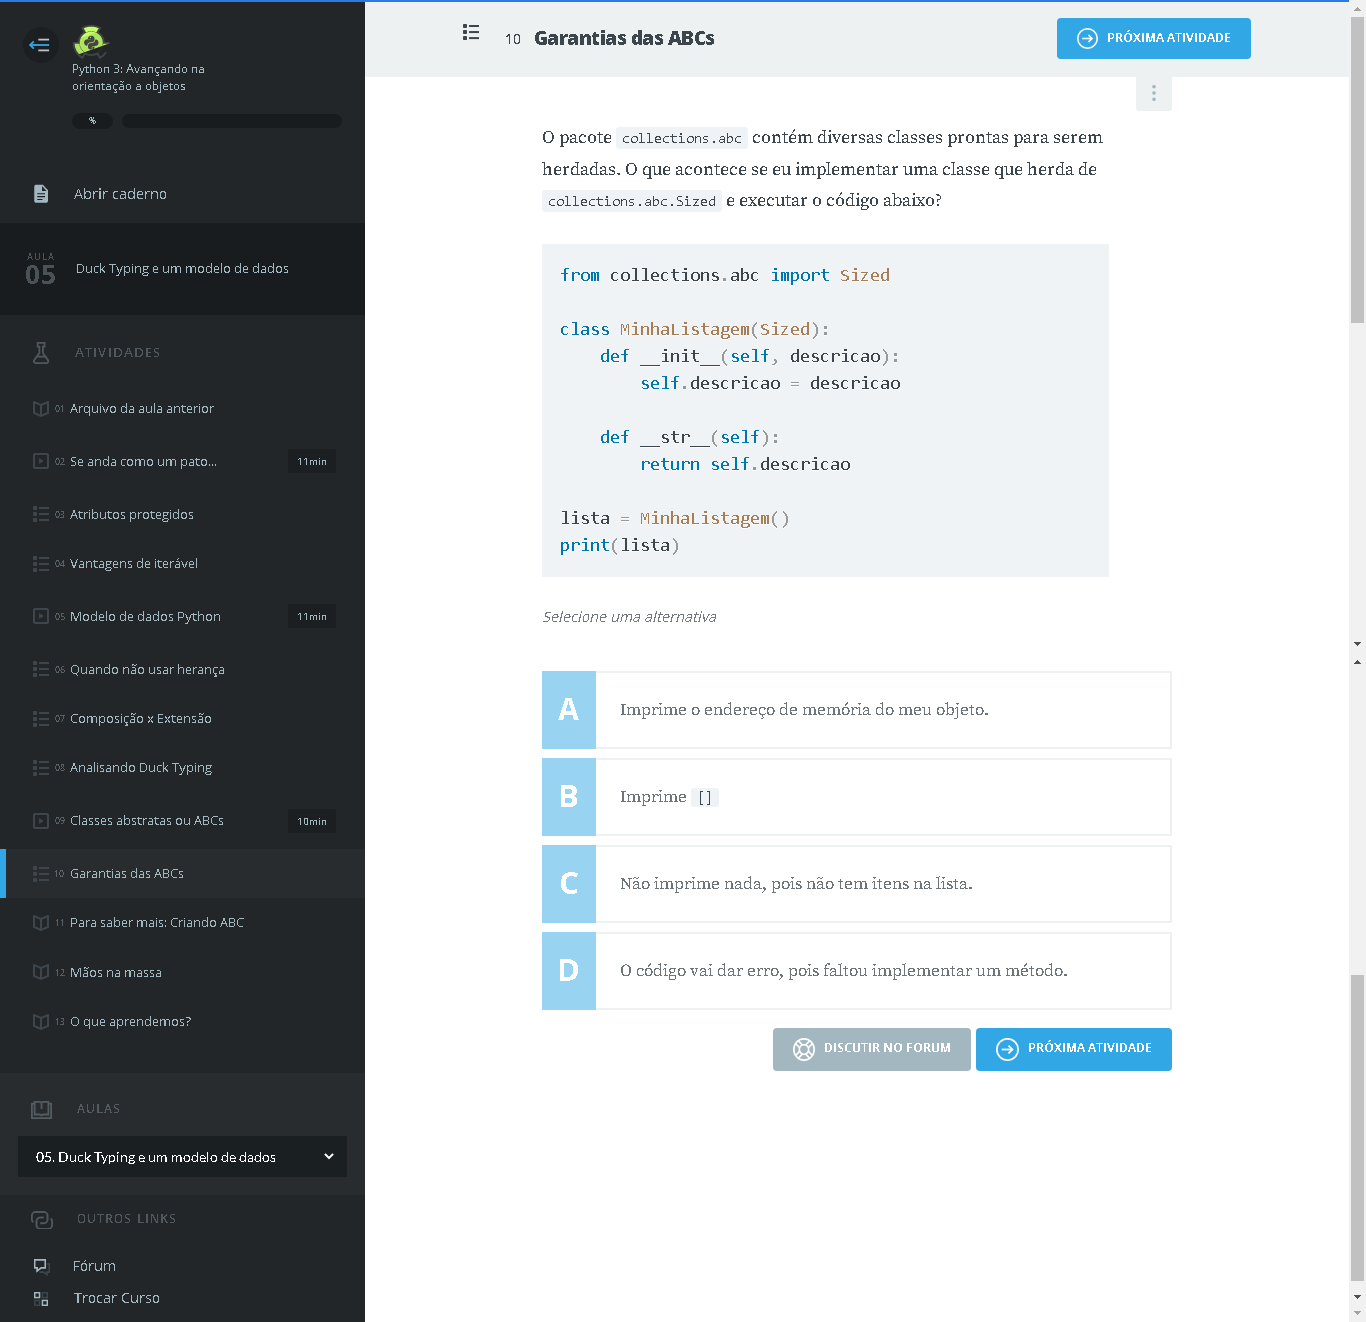 Python 3: Avançando na
orientação a objetos
%
Abrir caderno
AULA
05
Duck Typing e um modelo de dados
ATIVIDADES
01 Arquivo da aula anterior
02 Se anda como um pato... 11min
03 Atributos protegidos
04 Vantagens de iterável
05 Modelo de dados Python 11min
06 Quando não usar herança
07 Composição x Extensão
08 Analisando Duck Typing
09 Classes abstratas ou ABCs 10min
10 Garantias das ABCs
11 Para saber mais: Criando ABC
12 Mãos na massa
13 O que aprendemos?
AULAS
05. Duck Typing e um modelo de dados
OUTROS LINKS
Fórum
Trocar Curso
10 Garantias das ABCs
PRÓXIMA ATIVIDADE
O pacote collections.abc contém diversas classes prontas para serem
herdadas. O que acontece se eu implementar uma classe que herda de
collections.abc.Sized e executar o código abaixo?
from collections.abc import Sized
class MinhaListagem(Sized):
    def __init__(self, descricao):
        self.descricao = descricao
    def __str__(self):
        return self.descricao
lista = MinhaListagem()
print(lista)
Selecione uma alternativa
A Imprime o endereço de memória do meu objeto.
B Imprime []
C Não imprime nada, pois não tem itens na lista.
D O código vai dar erro, pois faltou implementar um método.
DISCUTIR NO FORUM
PRÓXIMA ATIVIDADE